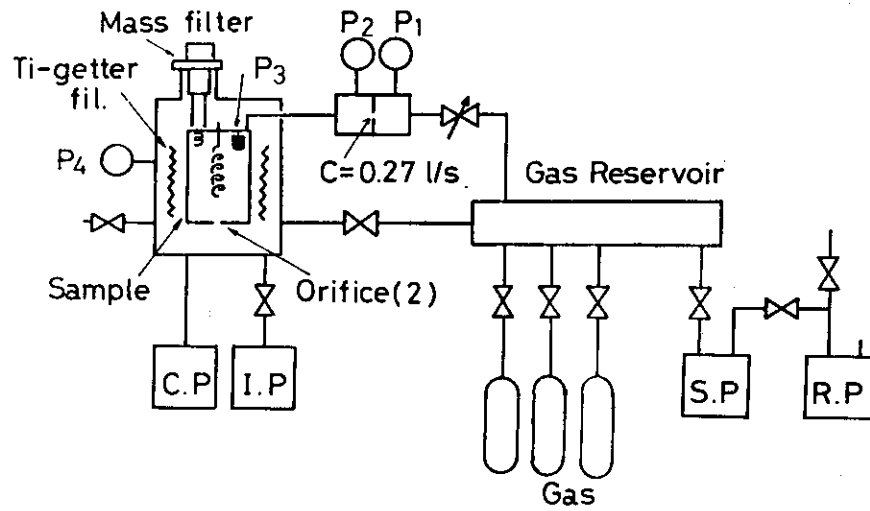 Mass filter
P2
P1
Ti-getter
fil.
P3
P4
C=0.27 l/s
Gas Reservoir
Sample
Orifice(2)
C.P
I.P
S.P
R.P
Gas